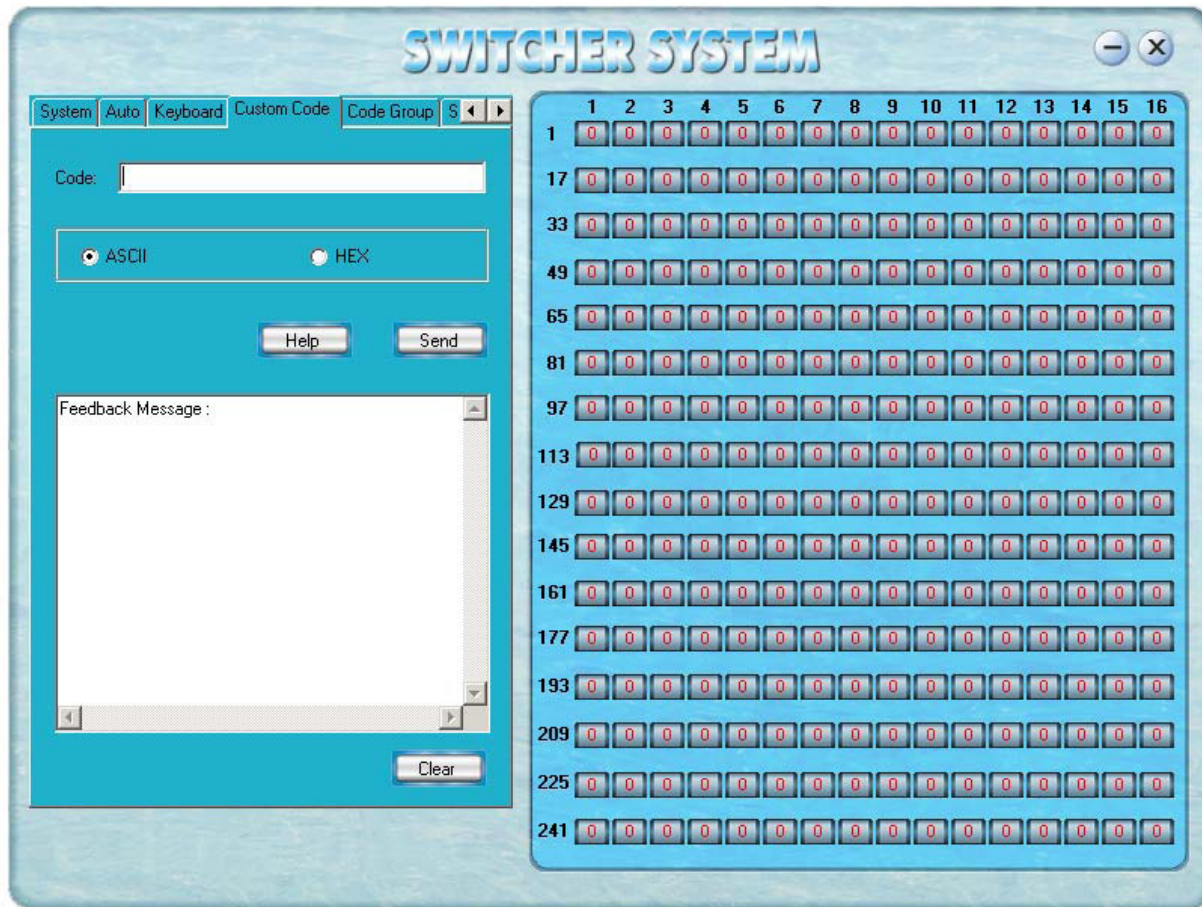 SWITCHER SYSTEM
System Auto Keyboard Custom Code Code Group S
Code:
ASCII HEX
Help Send
Feedback Message :
Clear
1 2 3 4 5 6 7 8 9 10 11 12 13 14 15 16
1 0 0 0 0 0 0 0 0 0 0 0 0 0 0 0 0
17 0 0 0 0 0 0 0 0 0 0 0 0 0 0 0 0
33 0 0 0 0 0 0 0 0 0 0 0 0 0 0 0 0
49 0 0 0 0 0 0 0 0 0 0 0 0 0 0 0 0
65 0 0 0 0 0 0 0 0 0 0 0 0 0 0 0 0
81 0 0 0 0 0 0 0 0 0 0 0 0 0 0 0 0
97 0 0 0 0 0 0 0 0 0 0 0 0 0 0 0 0
113 0 0 0 0 0 0 0 0 0 0 0 0 0 0 0 0
129 0 0 0 0 0 0 0 0 0 0 0 0 0 0 0 0
145 0 0 0 0 0 0 0 0 0 0 0 0 0 0 0 0
161 0 0 0 0 0 0 0 0 0 0 0 0 0 0 0 0
177 0 0 0 0 0 0 0 0 0 0 0 0 0 0 0 0
193 0 0 0 0 0 0 0 0 0 0 0 0 0 0 0 0
209 0 0 0 0 0 0 0 0 0 0 0 0 0 0 0 0
225 0 0 0 0 0 0 0 0 0 0 0 0 0 0 0 0
241 0 0 0 0 0 0 0 0 0 0 0 0 0 0 0 0